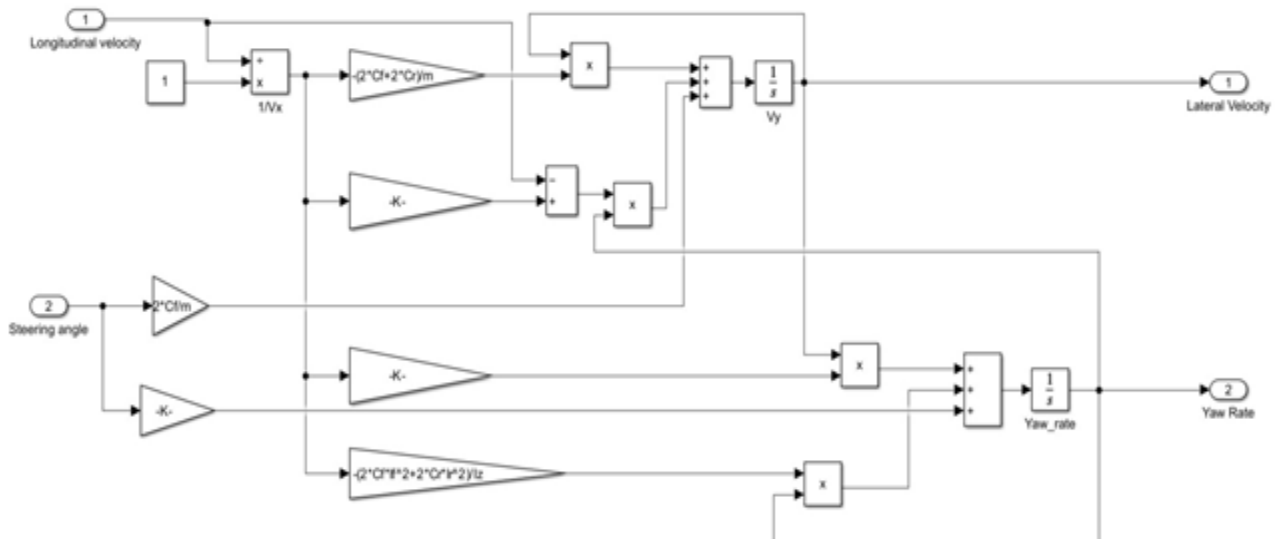 1
Longitudinal velocity
÷
x
1
1/Vx
-(2*Cf+2*Cr)/m
x
+
+
+
1
s
Vy
1
Lateral Velocity
-K-
−
+
x
2
Steering angle
2*Cf/m
-K-
x
-K-
+
+
+
1
s
Yaw_rate
2
Yaw Rate
-(2*Cf*lf^2+2*Cr*lr^2)/Iz
x